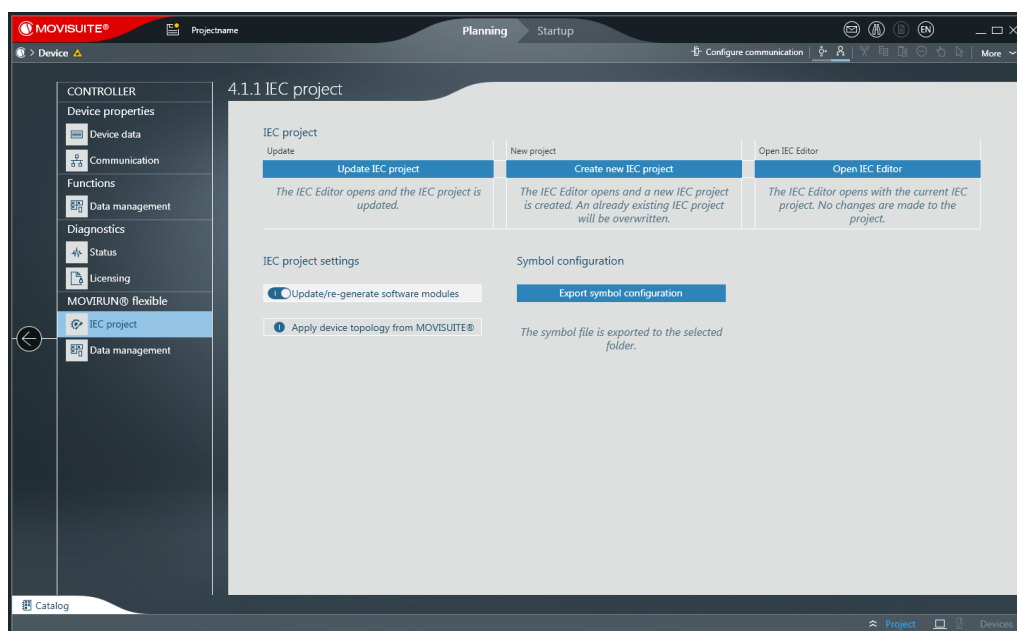 MOVISUITE® Projectname Planning Startup EN
> Device Configure communication More
CONTROLLER
Device properties
Device data
Communication
Functions
Data management
Diagnostics
Status
Licensing
MOVIRUN® flexible
IEC project
Data management
4.1.1 IEC project
IEC project
Update New project Open IEC Editor
Update IEC project Create new IEC project Open IEC Editor
The IEC Editor opens and the IEC project is
updated.
The IEC Editor opens and a new IEC project
is created. An already existing IEC project
will be overwritten.
The IEC Editor opens with the current IEC
project. No changes are made to the
project.
IEC project settings
Update/re-generate software modules
Apply device topology from MOVISUITE®
Symbol configuration
Export symbol configuration
The symbol file is exported to the selected
folder.
Catalog
Project Devices